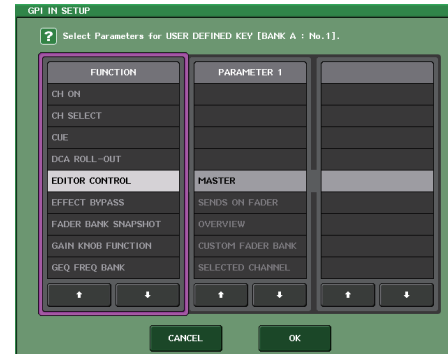 GPI IN SETUP
? Select Parameters for USER DEFINED KEY [BANK A : No.1].
FUNCTION PARAMETER 1
CH ON
CH SELECT
CUE
DCA ROLL-OUT
EDITOR CONTROL MASTER
EFFECT BYPASS SENDS ON FADER
FADER BANK SNAPSHOT OVERVIEW
GAIN KNOB FUNCTION CUSTOM FADER BANK
GEQ FREQ BANK SELECTED CHANNEL
CANCEL OK